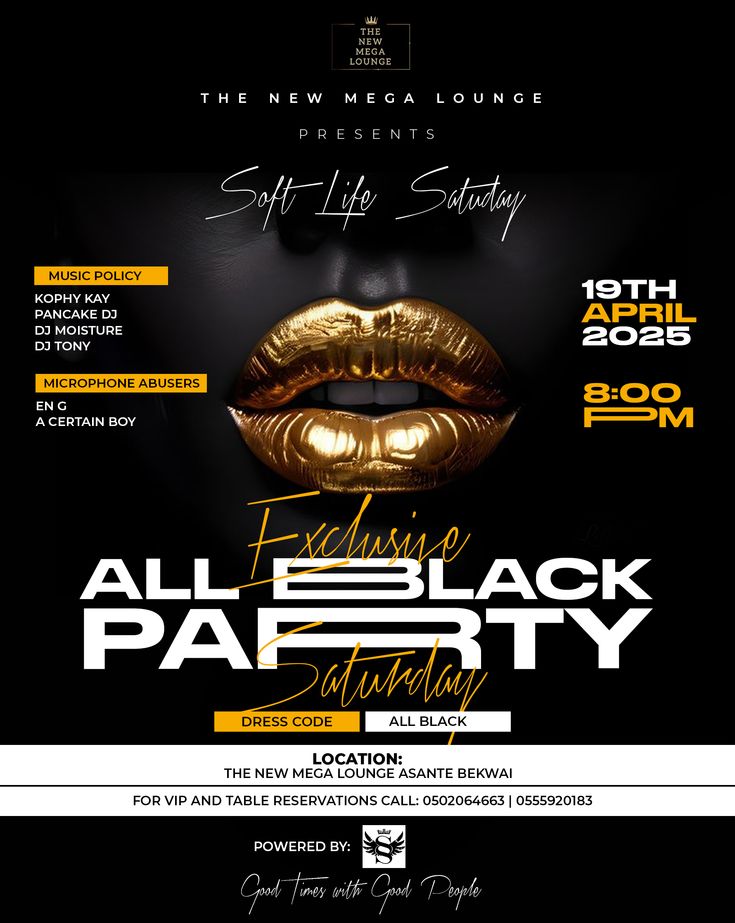 THE
NEW
MEGA
LOUNGE
THE NEW MEGA LOUNGE
PRESENTS
Soft Life Satuday
MUSIC POLICY
KOPHY KAY
PANCAKE DJ
DJ MOISTURE
DJ TONY
MICROPHONE ABUSERS
EN G
A CERTAIN BOY
19TH
APRIL
2025
8:00
PM
Exclusive
ALL BLACK
PARTY
Saturday
DRESS CODE
ALL BLACK
LOCATION:
THE NEW MEGA LOUNGE ASANTE BEKWAI
FOR VIP AND TABLE RESERVATIONS CALL: 0502064663 | 0555920183
POWERED BY:
Good Times with Good People